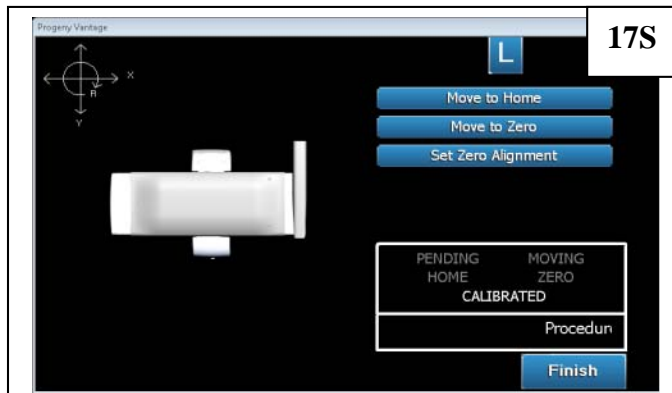 Progeny Vantage
17S
L
X
R
Y
Move to Home
Move to Zero
Set Zero Alignment
PENDING MOVING
HOME ZERO
CALIBRATED
Procedun
Finish